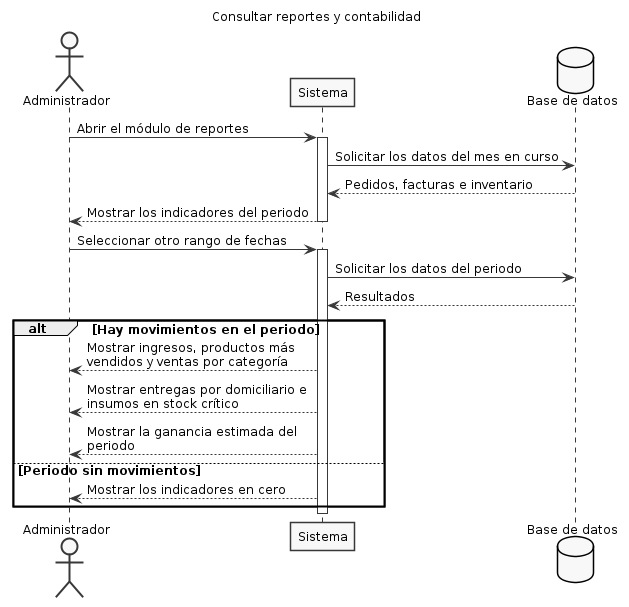 Consultar reportes y contabilidad
Administrador
Sistema
Base de datos
Abrir el módulo de reportes
Solicitar los datos del mes en curso
Pedidos, facturas e inventario
Mostrar los indicadores del periodo
Seleccionar otro rango de fechas
Solicitar los datos del periodo
Resultados
alt [Hay movimientos en el periodo]
Mostrar ingresos, productos más
vendidos y ventas por categoría
Mostrar entregas por domiciliario e
insumos en stock crítico
Mostrar la ganancia estimada del
periodo
[Periodo sin movimientos]
Mostrar los indicadores en cero
Administrador
Sistema
Base de datos